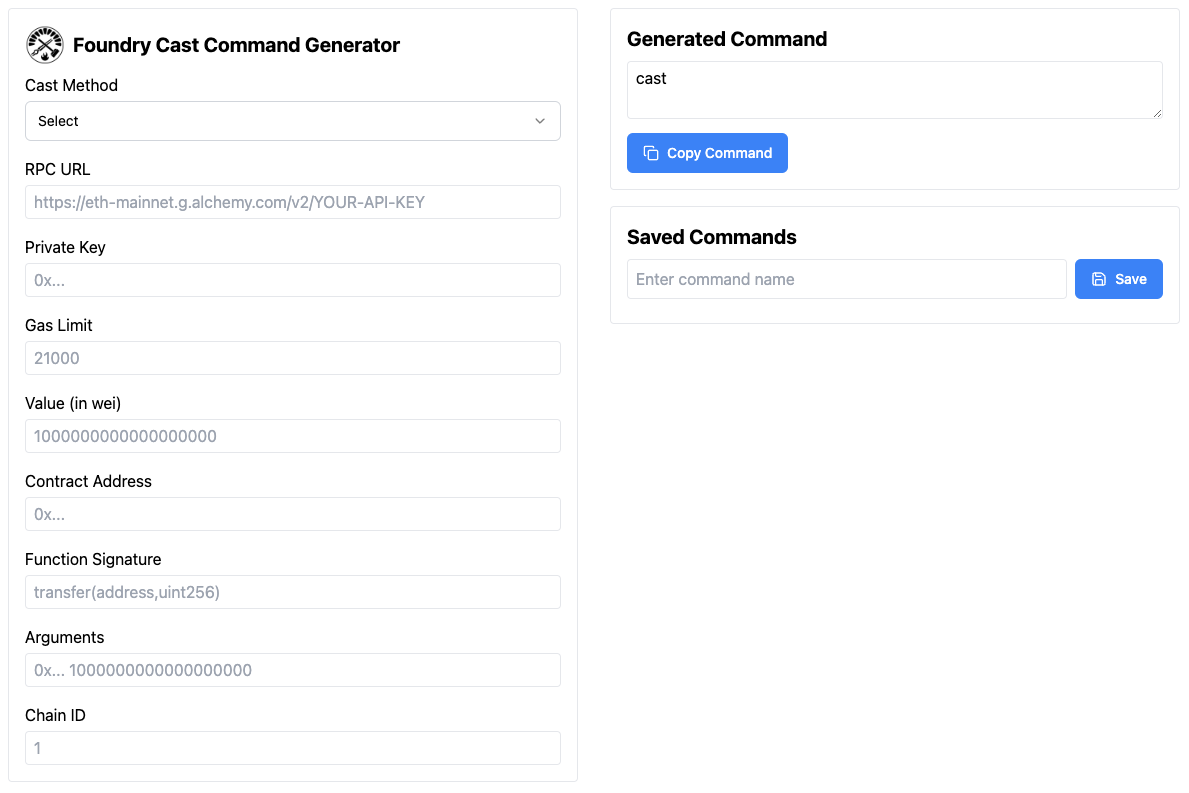 Foundry Cast Command Generator
Cast Method
Select
RPC URL
https://eth-mainnet.g.alchemy.com/v2/YOUR-API-KEY
Private Key
0x...
Gas Limit
21000
Value (in wei)
1000000000000000000
Contract Address
0x...
Function Signature
transfer(address,uint256)
Arguments
0x... 1000000000000000000
Chain ID
1
Generated Command
cast
Copy Command
Saved Commands
Enter command name
Save